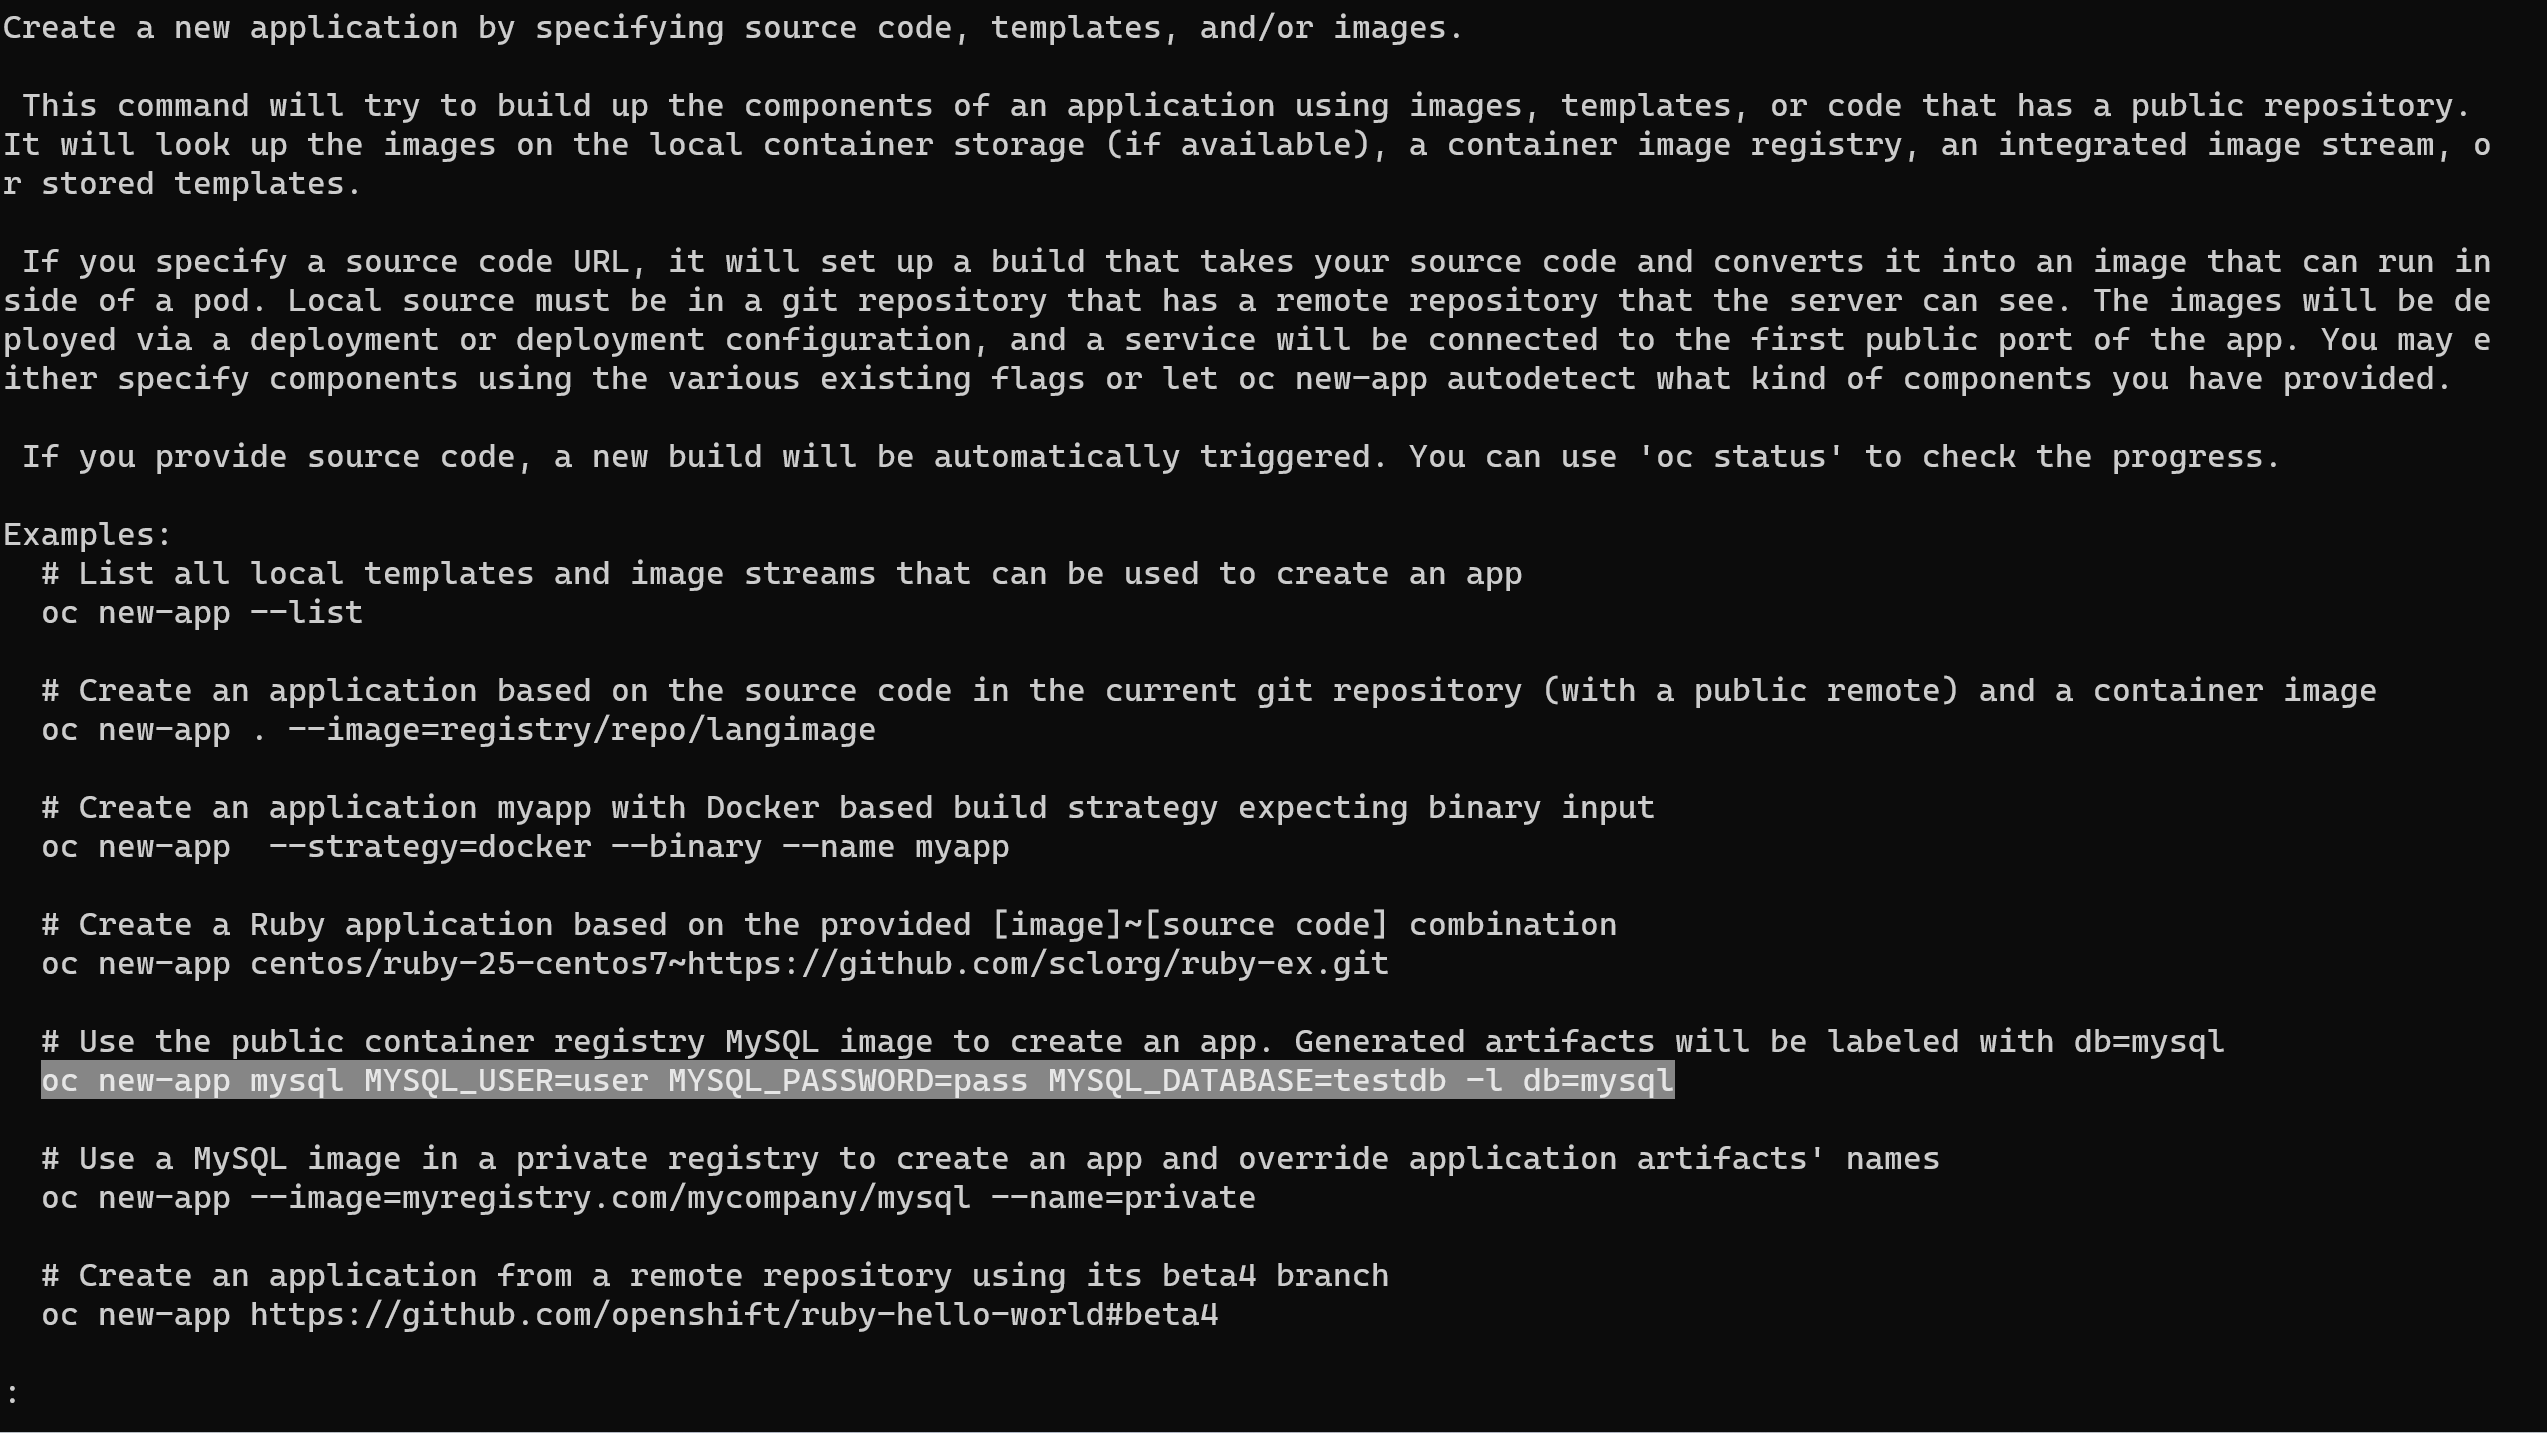 Create a new application by specifying source code, templates, and/or images.

 This command will try to build up the components of an application using images, templates, or code that has a public repository.
It will look up the images on the local container storage (if available), a container image registry, an integrated image stream, o
r stored templates.

 If you specify a source code URL, it will set up a build that takes your source code and converts it into an image that can run in
side of a pod. Local source must be in a git repository that has a remote repository that the server can see. The images will be de
ployed via a deployment or deployment configuration, and a service will be connected to the first public port of the app. You may e
ither specify components using the various existing flags or let oc new-app autodetect what kind of components you have provided.

 If you provide source code, a new build will be automatically triggered. You can use 'oc status' to check the progress.

Examples:
  # List all local templates and image streams that can be used to create an app
  oc new-app --list

  # Create an application based on the source code in the current git repository (with a public remote) and a container image
  oc new-app . --image=registry/repo/langimage

  # Create an application myapp with Docker based build strategy expecting binary input
  oc new-app  --strategy=docker --binary --name myapp

  # Create a Ruby application based on the provided [image]~[source code] combination
  oc new-app centos/ruby-25-centos7~https://github.com/sclorg/ruby-ex.git

  # Use the public container registry MySQL image to create an app. Generated artifacts will be labeled with db=mysql
  oc new-app mysql MYSQL_USER=user MYSQL_PASSWORD=pass MYSQL_DATABASE=testdb -l db=mysql

  # Use a MySQL image in a private registry to create an app and override application artifacts' names
  oc new-app --image=myregistry.com/mycompany/mysql --name=private

  # Create an application from a remote repository using its beta4 branch
  oc new-app https://github.com/openshift/ruby-hello-world#beta4

: